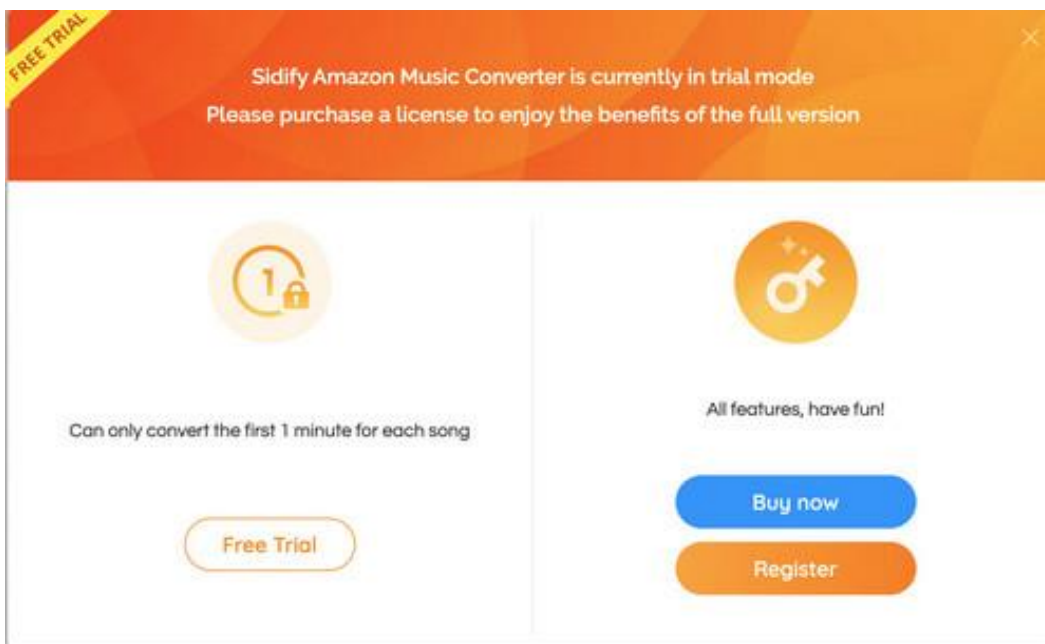 FREE TRIAL
Sidify Amazon Music Converter is currently in trial mode
Please purchase a license to enjoy the benefits of the full version
1
Can only convert the first 1 minute for each song
Free Trial
All features, have fun!
Buy now
Register